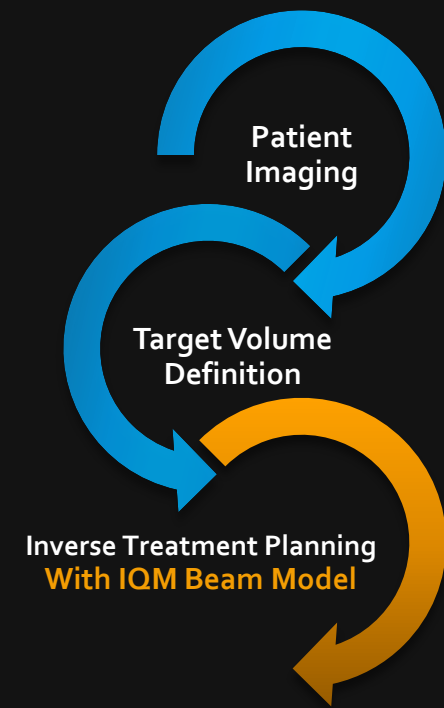 Patient
Imaging
Target Volume
Definition
Inverse Treatment Planning
With IQM Beam Model